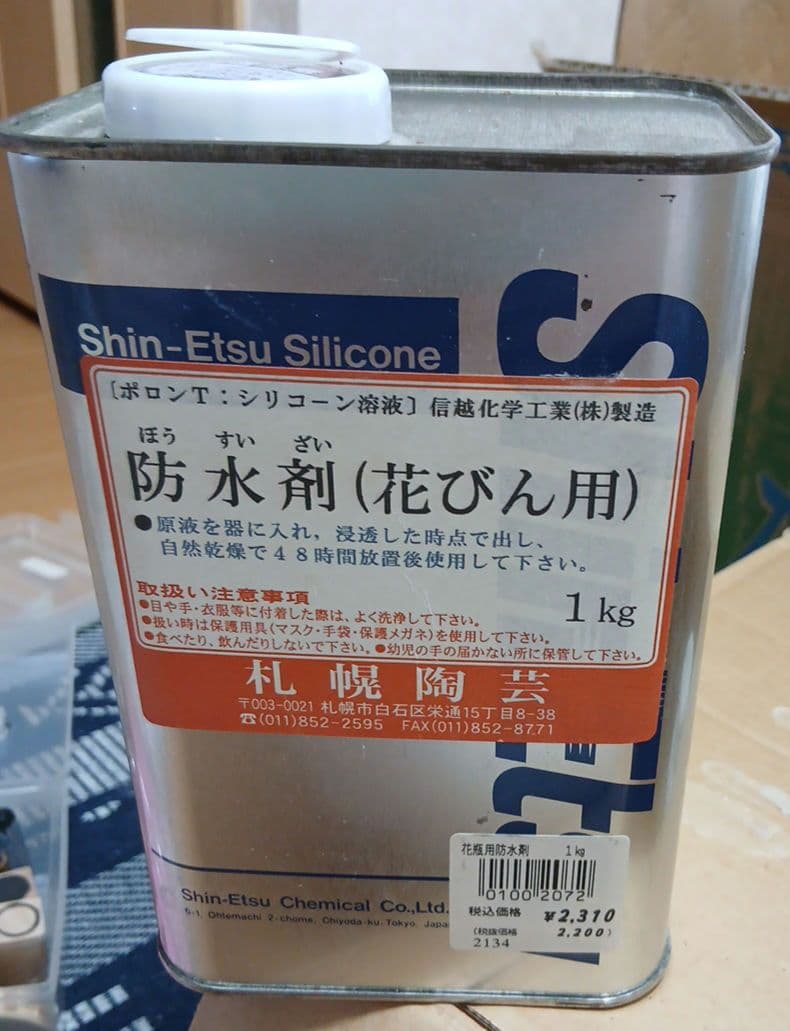 Shin-Etsu Silicone
[ポロンT:シリコーン溶液]信越化学工業(株)製造
ぼう すい ざい
防水剤(花びん用)
●原液を器に入れ,浸透した時点で出し、
自然乾燥で48時間放置後使用して下さい。
取扱い注意事項
●目や手・衣服等に付着した際は、よく洗浄して下さい。
●扱い時は保護用具(マスク・手袋・保護メガネ)を使用して下さい。
●食べたり、飲んだりしないで下さい。●幼児の手の届かない所に保管して下さい。
1kg
札幌陶芸
〒003-0021 札幌市白石区栄通15丁目8-38
☎(011)852-2595 FAX(011)852-8771
Shin-Etsu Chemical Co.,Ltd.
6-1, Ohtemachi 2-chome, Chiyoda-ku, Tokyo, Japa
花瓶用防水剤 1kg
01002072
税込価格 ¥2,310
(税抜価格 2,200)
2134